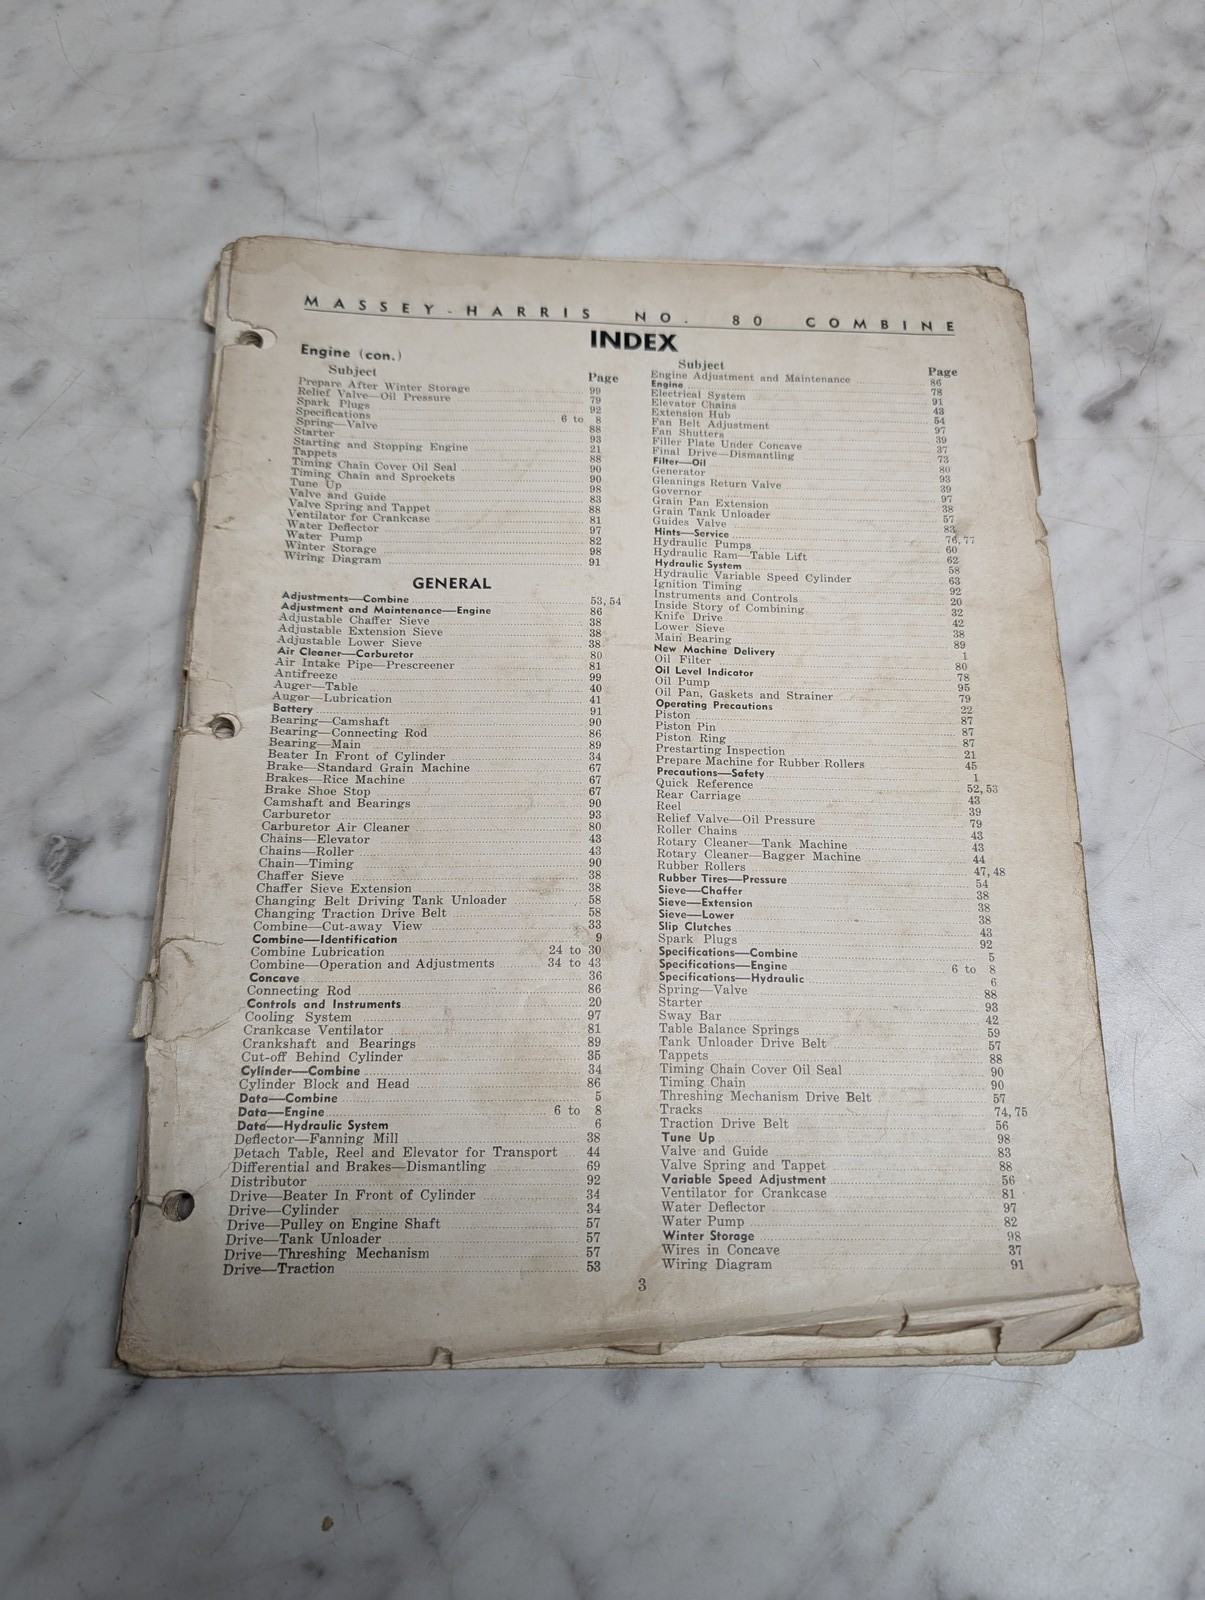 MASSEY-HARRIS NO. 80 COMBINE
INDEX
Engine (con.)
Subject Page
Prepare After Winter Storage 99
Relief Valve—Oil Pressure 79
Spark Plugs 92
Specifications 6 to 8
Spring—Valve 88
Starter 93
Starting and Stopping Engine 21
Tappets 88
Timing Chain Cover Oil Seal 90
Timing Chain and Sprockets 90
Tune Up 98
Valve and Guide 83
Valve Spring and Tappet 88
Ventilator for Crankcase 81
Water Deflector 97
Water Pump 82
Winter Storage 98
Wiring Diagram 91
GENERAL
Adjustments—Combine 53, 54
Adjustment and Maintenance—Engine 86
Adjustable Chaffer Sieve 38
Adjustable Extension Sieve 38
Adjustable Lower Sieve 38
Air Cleaner—Carburetor 80
Air Intake Pipe—Prescreener 81
Antifreeze 99
Auger—Table 40
Auger—Lubrication 41
Battery 91
Bearing—Camshaft 90
Bearing—Connecting Rod 86
Bearing—Main 89
Beater In Front of Cylinder 34
Brake—Standard Grain Machine 67
Brakes—Rice Machine 67
Brake Shoe Stop 67
Camshaft and Bearings 90
Carburetor 93
Carburetor Air Cleaner 80
Chains—Elevator 43
Chains—Roller 43
Chain—Timing 90
Chaffer Sieve 38
Chaffer Sieve Extension 38
Changing Belt Driving Tank Unloader 58
Changing Traction Drive Belt 58
Combine—Cut-away View 33
Combine—Identification 9
Combine Lubrication 24 to 30
Combine—Operation and Adjustments 34 to 43
Concave 36
Connecting Rod 86
Controls and Instruments 20
Cooling System 97
Crankcase Ventilator 81
Crankshaft and Bearings 89
Cut-off Behind Cylinder 35
Cylinder—Combine 34
Cylinder Block and Head 86
Data—Combine 5
Data—Engine 6 to 8
Data—Hydraulic System 6
Deflector—Fanning Mill 38
Detach Table, Reel and Elevator for Transport 44
Differential and Brakes—Dismantling 69
Distributor 92
Drive—Beater In Front of Cylinder 34
Drive—Cylinder 34
Drive—Pulley on Engine Shaft 57
Drive—Tank Unloader 57
Drive—Threshing Mechanism 57
Drive—Traction 53
Subject Page
Engine Adjustment and Maintenance 86
Engine 78
Electrical System 91
Elevator Chains 43
Extension Hub 54
Fan Belt Adjustment 97
Fan Shutters 39
Filler Plate Under Concave 37
Final Drive—Dismantling 73
Filter—Oil 80
Generator 93
Gleanings Return Valve 39
Governor 97
Grain Pan Extension 38
Grain Tank Unloader 57
Guides Valve 83
Hints—Service 76, 77
Hydraulic Pumps 60
Hydraulic Ram—Table Lift 62
Hydraulic System 58
Hydraulic Variable Speed Cylinder 63
Ignition Timing 92
Instruments and Controls 20
Inside Story of Combining 32
Knife Drive 42
Lower Sieve 38
Main Bearing 89
New Machine Delivery 1
Oil Filter 80
Oil Level Indicator 78
Oil Pump 95
Oil Pan, Gaskets and Strainer 79
Operating Precautions 22
Piston 87
Piston Pin 87
Piston Ring 87
Prestarting Inspection 21
Prepare Machine for Rubber Rollers 45
Precautions—Safety 1
Quick Reference 52, 53
Rear Carriage 43
Reel 39
Relief Valve—Oil Pressure 79
Roller Chains 43
Rotary Cleaner—Tank Machine 43
Rotary Cleaner—Bagger Machine 44
Rubber Rollers 47, 48
Rubber Tires—Pressure 54
Sieve—Chaffer 38
Sieve—Extension 38
Sieve—Lower 38
Slip Clutches 43
Spark Plugs 92
Specifications—Combine 5
Specifications—Engine 6 to 8
Specifications—Hydraulic 6
Spring—Valve 88
Starter 93
Sway Bar 42
Table Balance Springs 59
Tank Unloader Drive Belt 57
Tappets 88
Timing Chain Cover Oil Seal 90
Timing Chain 90
Threshing Mechanism Drive Belt 57
Tracks 74, 75
Traction Drive Belt 56
Tune Up 98
Valve and Guide 83
Valve Spring and Tappet 88
Variable Speed Adjustment 56
Ventilator for Crankcase 81
Water Deflector 97
Water Pump 82
Winter Storage 98
Wires in Concave 37
Wiring Diagram 91
3